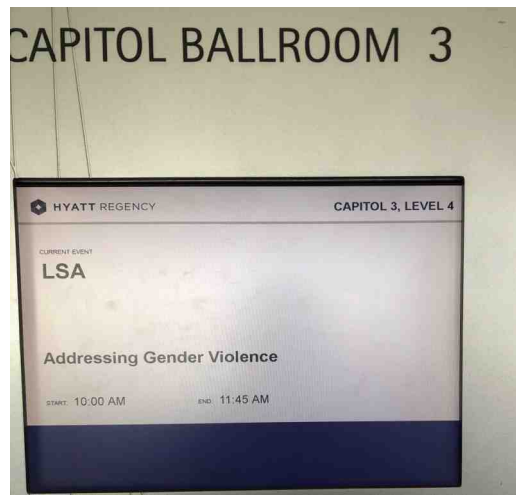 CAPITOL BALLROOM 3
HYATT REGENCY CAPITOL 3, LEVEL 4
CURRENT EVENT
LSA
Addressing Gender Violence
START: 10:00 AM END: 11:45 AM